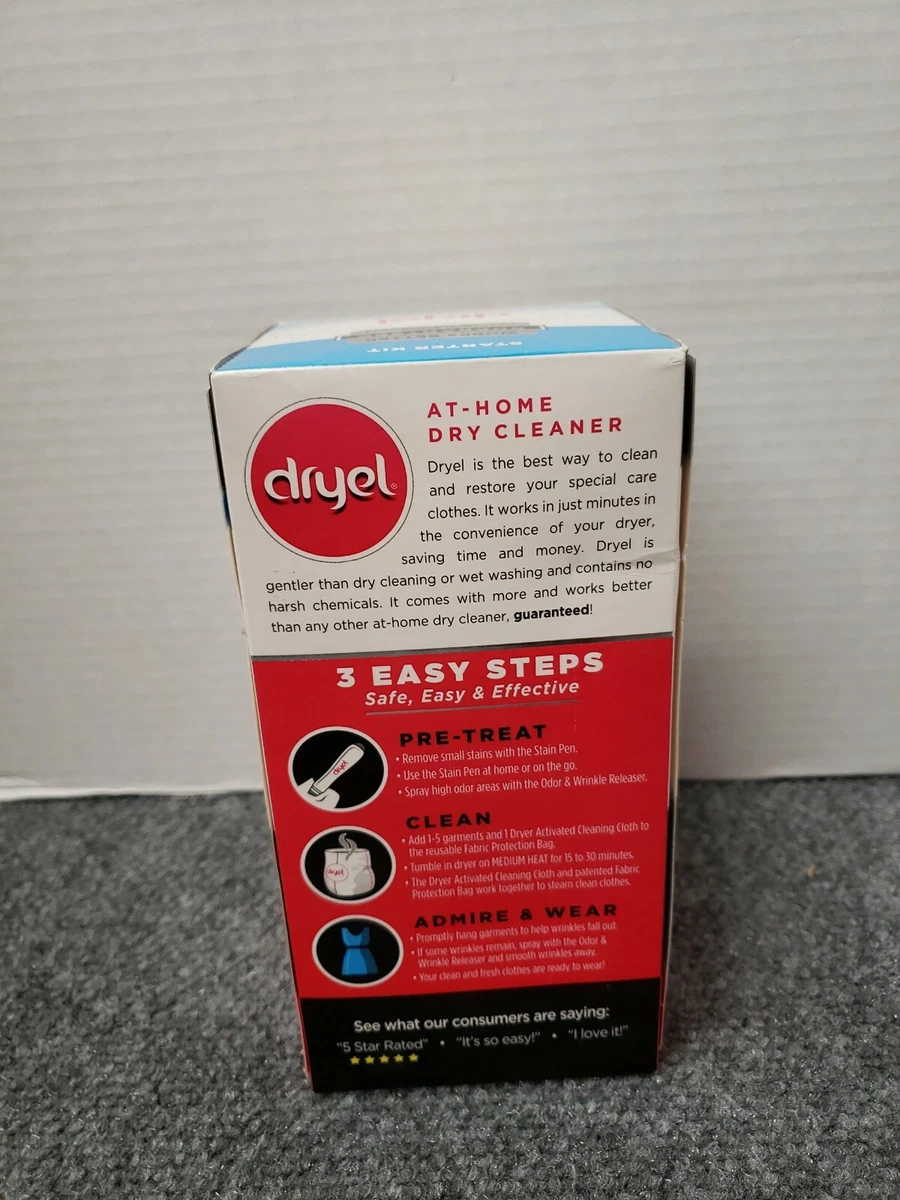 STARTER KIT
AT-HOME
DRY CLEANER
dryel®
Dryel is the best way to clean
and restore your special care
clothes. It works in just minutes in
the convenience of your dryer,
saving time and money. Dryel is
gentler than dry cleaning or wet washing and contains no
harsh chemicals. It comes with more and works better
than any other at-home dry cleaner, guaranteed!
3 EASY STEPS
Safe, Easy & Effective
PRE-TREAT
• Remove small stains with the Stain Pen.
• Use the Stain Pen at home or on the go.
• Spray high odor areas with the Odor & Wrinkle Releaser.
dryel
CLEAN
• Add 1-5 garments and 1 Dryer Activated Cleaning Cloth to
the reusable Fabric Protection Bag.
• Tumble in dryer on MEDIUM HEAT for 15 to 30 minutes.
• The Dryer Activated Cleaning Cloth and patented Fabric
Protection Bag work together to steam clean clothes.
dryel
ADMIRE & WEAR
• Promptly hang garments to help wrinkles fall out.
• If some wrinkles remain, spray with the Odor &
Wrinkle Releaser and smooth wrinkles away.
• Your clean and fresh clothes are ready to wear!
See what our consumers are saying:
"5 Star Rated" • "It's so easy!" • "I love it!"